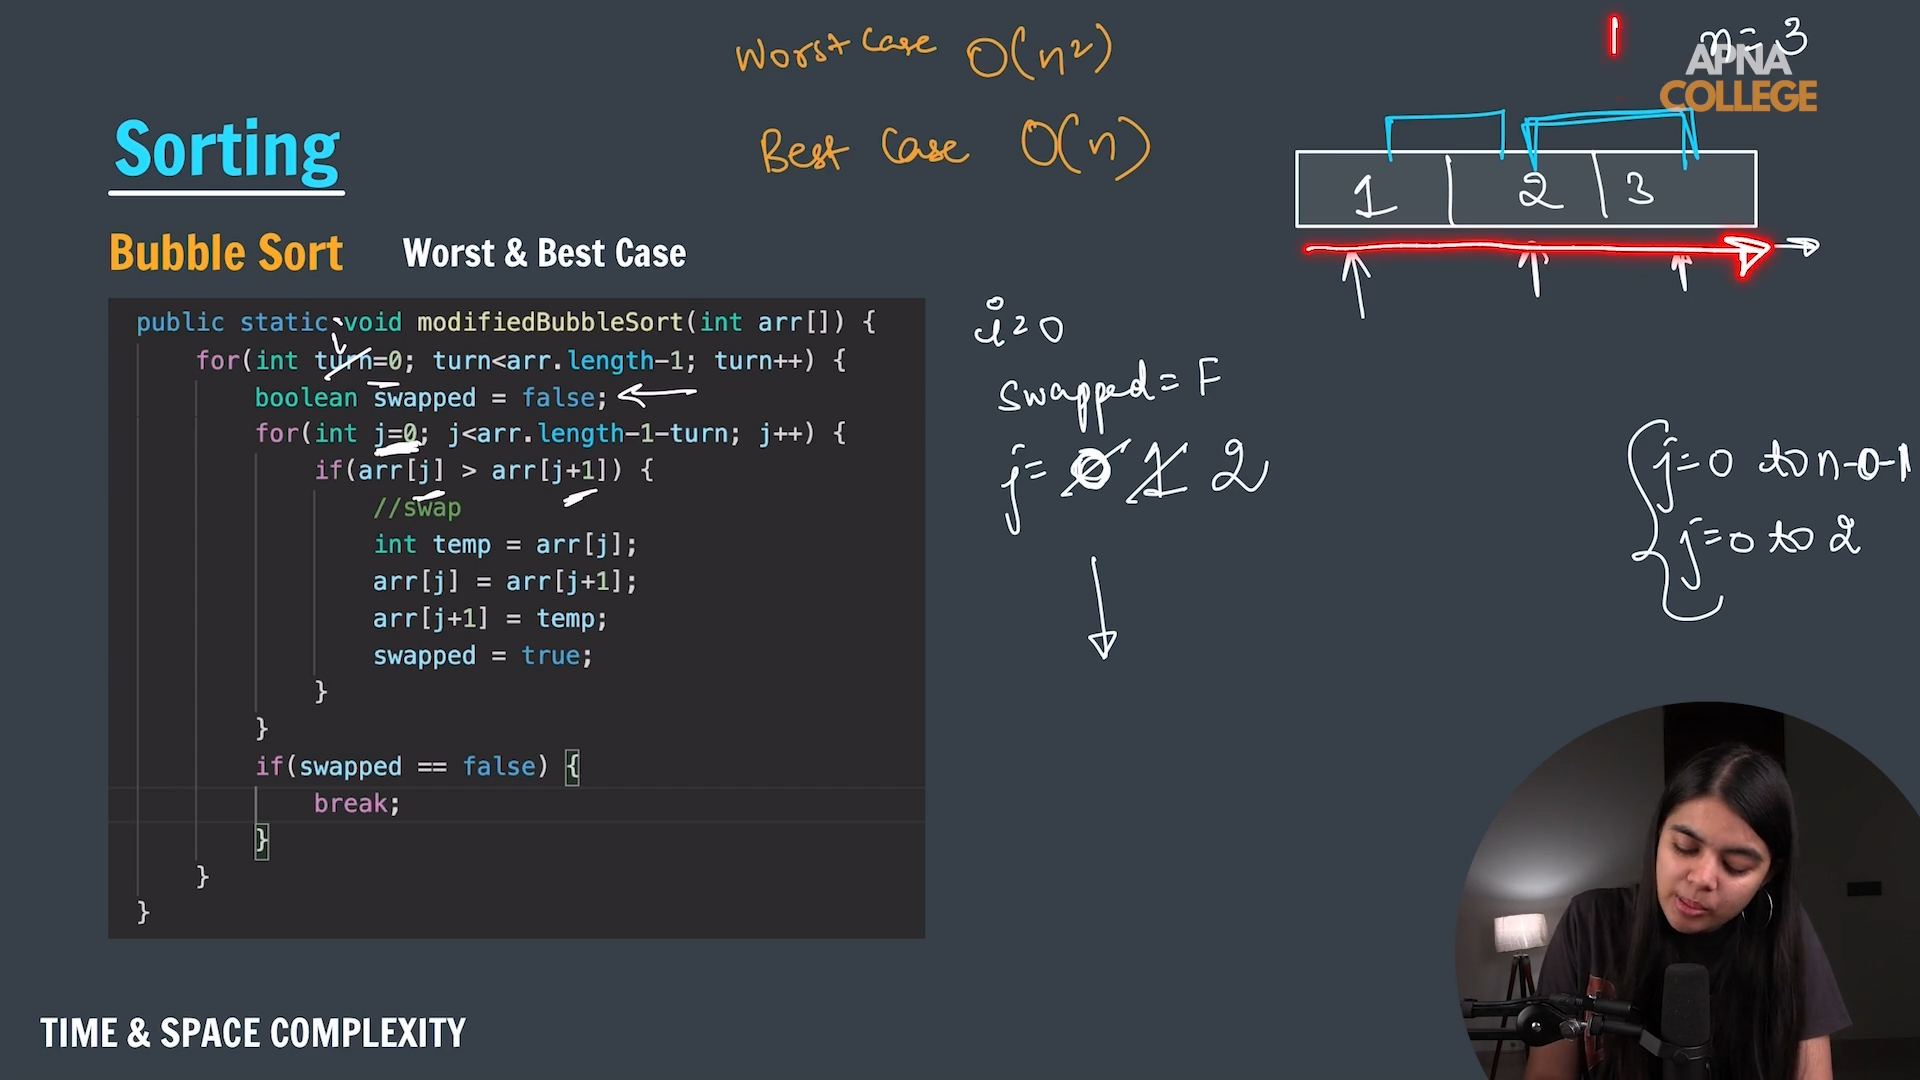 Worst Case O(n²)
n = 3
APNA
COLLEGE
Best Case O(n)
Sorting
1 2 3
Bubble Sort Worst & Best Case
public static void modifiedBubbleSort(int arr[]) {
for(int turn=0; turn<arr.length-1; turn++) {
boolean swapped = false;
for(int j=0; j<arr.length-1-turn; j++) {
if(arr[j] > arr[j+1]) {
//swap
int temp = arr[j];
arr[j] = arr[j+1];
arr[j+1] = temp;
swapped = true;
}
}
if(swapped == false) {
break;
}
}
}
i=0
swapped = F
j= 0 1 2
j=0 to n-0-1
j=0 to 2
TIME & SPACE COMPLEXITY